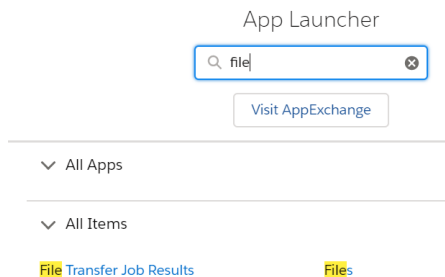 App Launcher
file
Visit AppExchange
All Apps
All Items
File Transfer Job Results Files